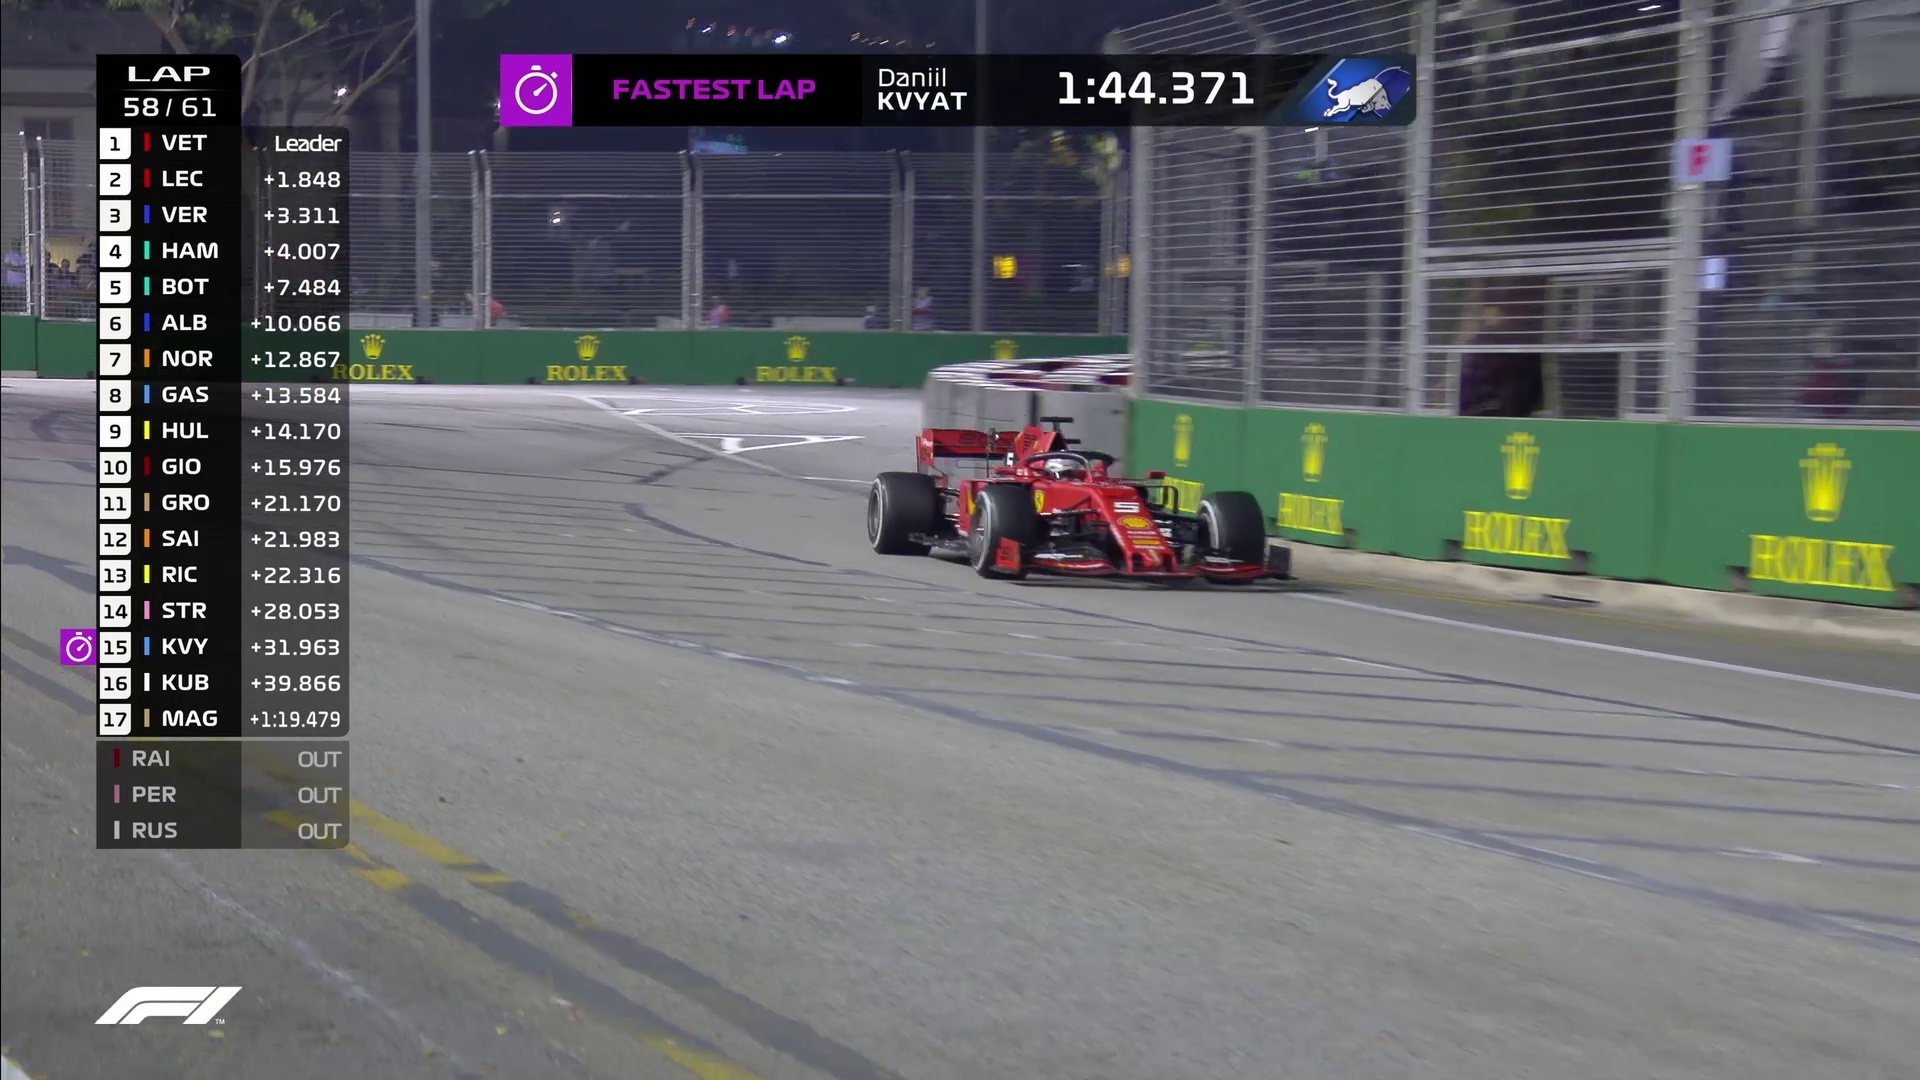 LAP
58/61
FASTEST LAP
Daniil
KVYAT
1:44.371
1 VET Leader
2 LEC +1.848
3 VER +3.311
4 HAM +4.007
5 BOT +7.484
6 ALB +10.066
7 NOR +12.867
8 GAS +13.584
9 HUL +14.170
10 GIO +15.976
11 GRO +21.170
12 SAI +21.983
13 RIC +22.316
14 STR +28.053
15 KVY +31.963
16 KUB +39.866
17 MAG +1:19.479
RAI OUT
PER OUT
RUS OUT
ROLEX
ROLEX
ROLEX
ROLEX
ROLEX
ROLEX
5
F1
TM